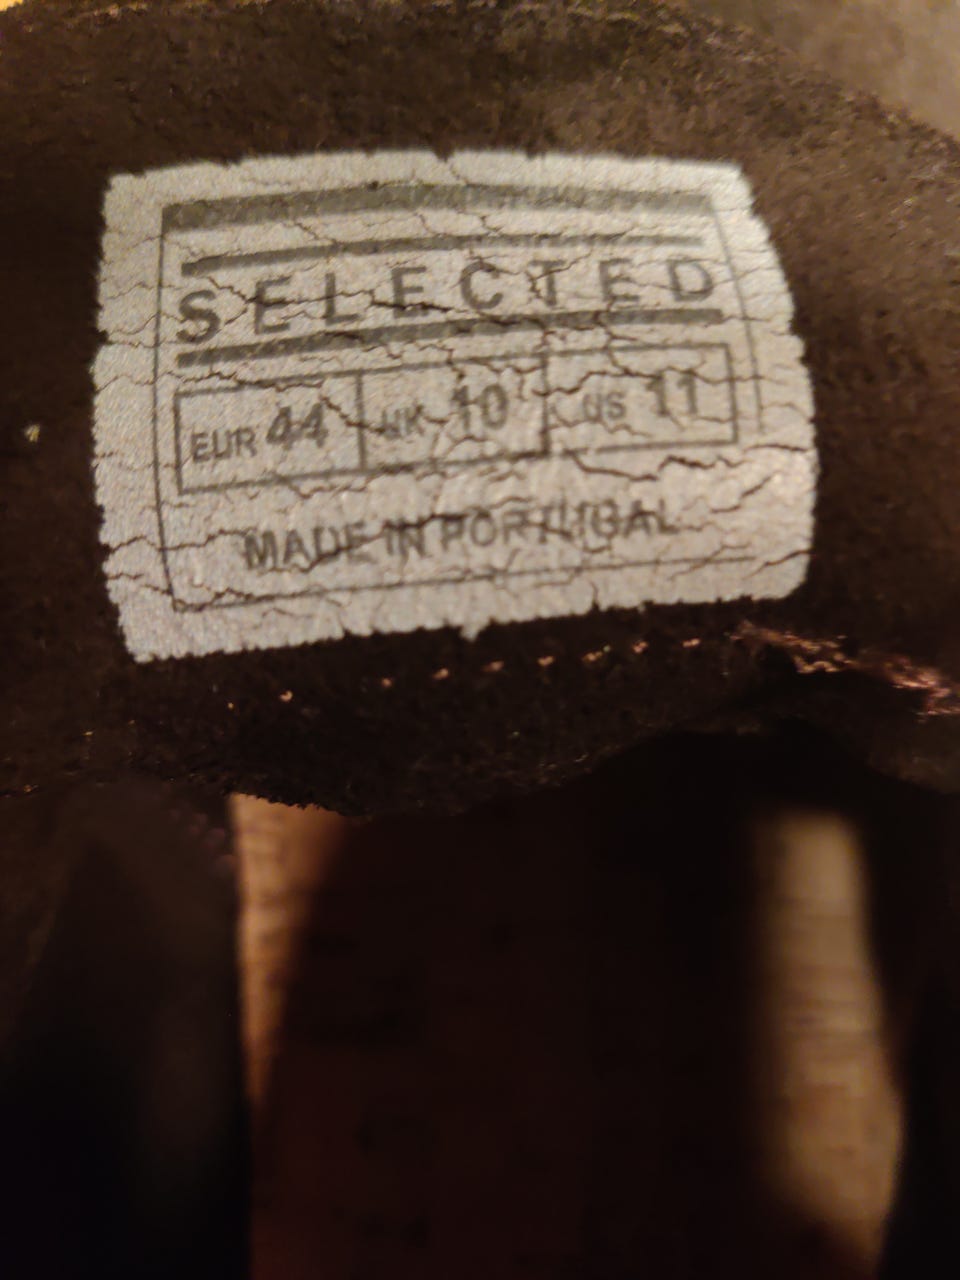 SELECTED
EUR 44 UK 10 US 11
MADE IN PORTUGAL